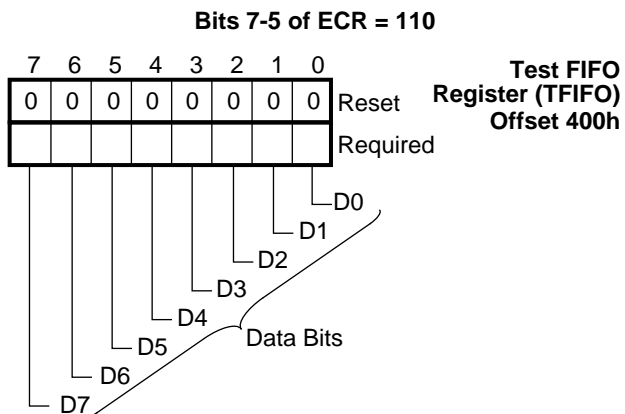 Bits 7-5 of ECR = 110
7 6 5 4 3 2 1 0
Test FIFO
Register (TFIFO)
Offset 400h
0 0 0 0 0 0 0 0 Reset
Required
D0
D1
D2
D3
D4
Data Bits
D5
D6
D7